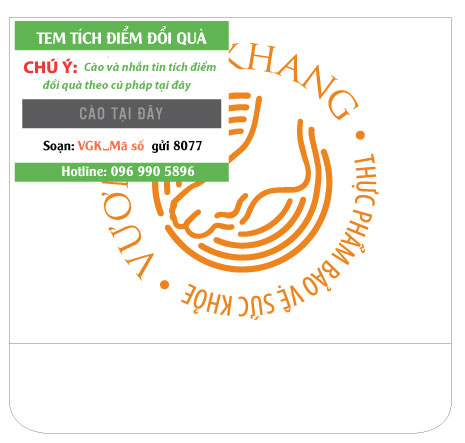 TEM TÍCH ĐIỂM ĐỔI QUÀ
CHÚ Ý: Cào và nhắn tin tích điểm
đổi quà theo cú pháp tại đây
CÀO TẠI ĐÂY
Soạn: VGK_Mã số gửi 8077
Hotline: 096 990 5896
KHANG
THỰC PHẨM BẢO VỆ SỨC KHỎE